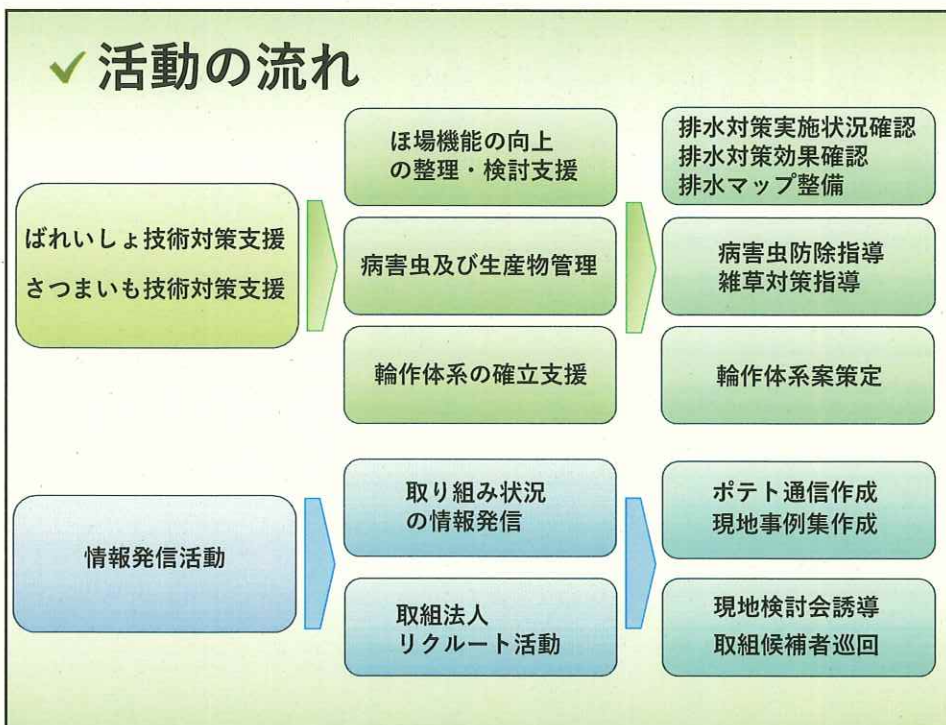 活動の流れ
ばれいしょ技術対策支援
さつまいも技術対策支援
ほ場機能の向上
の整理・検討支援
病害虫及び生産物管理
輪作体系の確立支援
排水対策実施状況確認
排水対策効果確認
排水マップ整備
病害虫防除指導
雑草対策指導
輪作体系案策定
情報発信活動
取り組み状況
の情報発信
取組法人
リクルート活動
ポテト通信作成
現地事例集作成
現地検討会誘導
取組候補者巡回